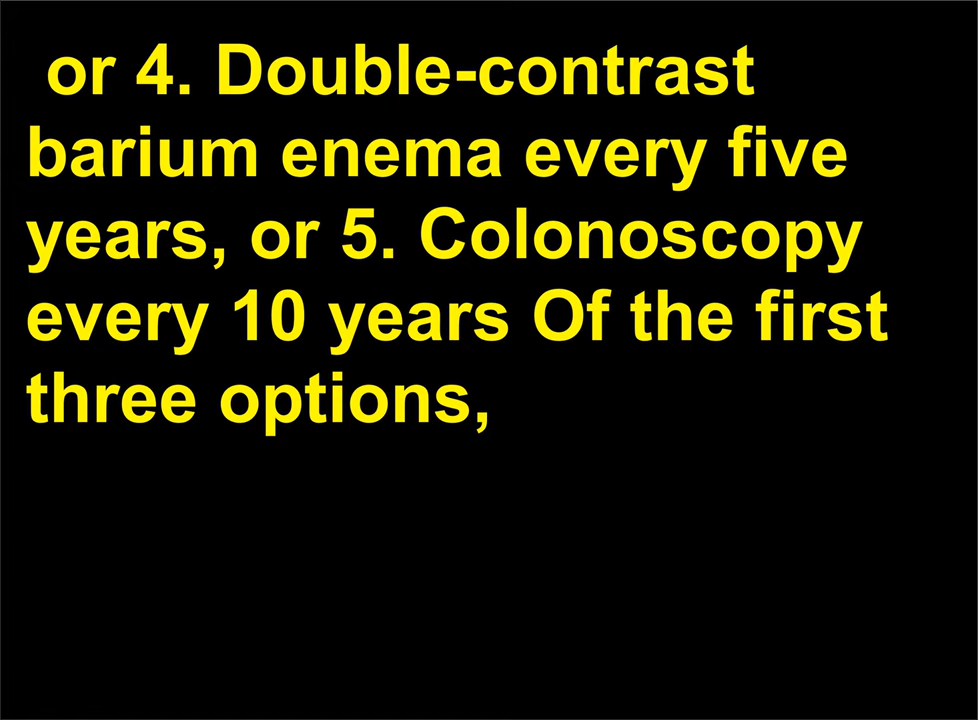 or 4. Double-contrast
barium enema every five
years, or 5. Colonoscopy
every 10 years Of the first
three options,